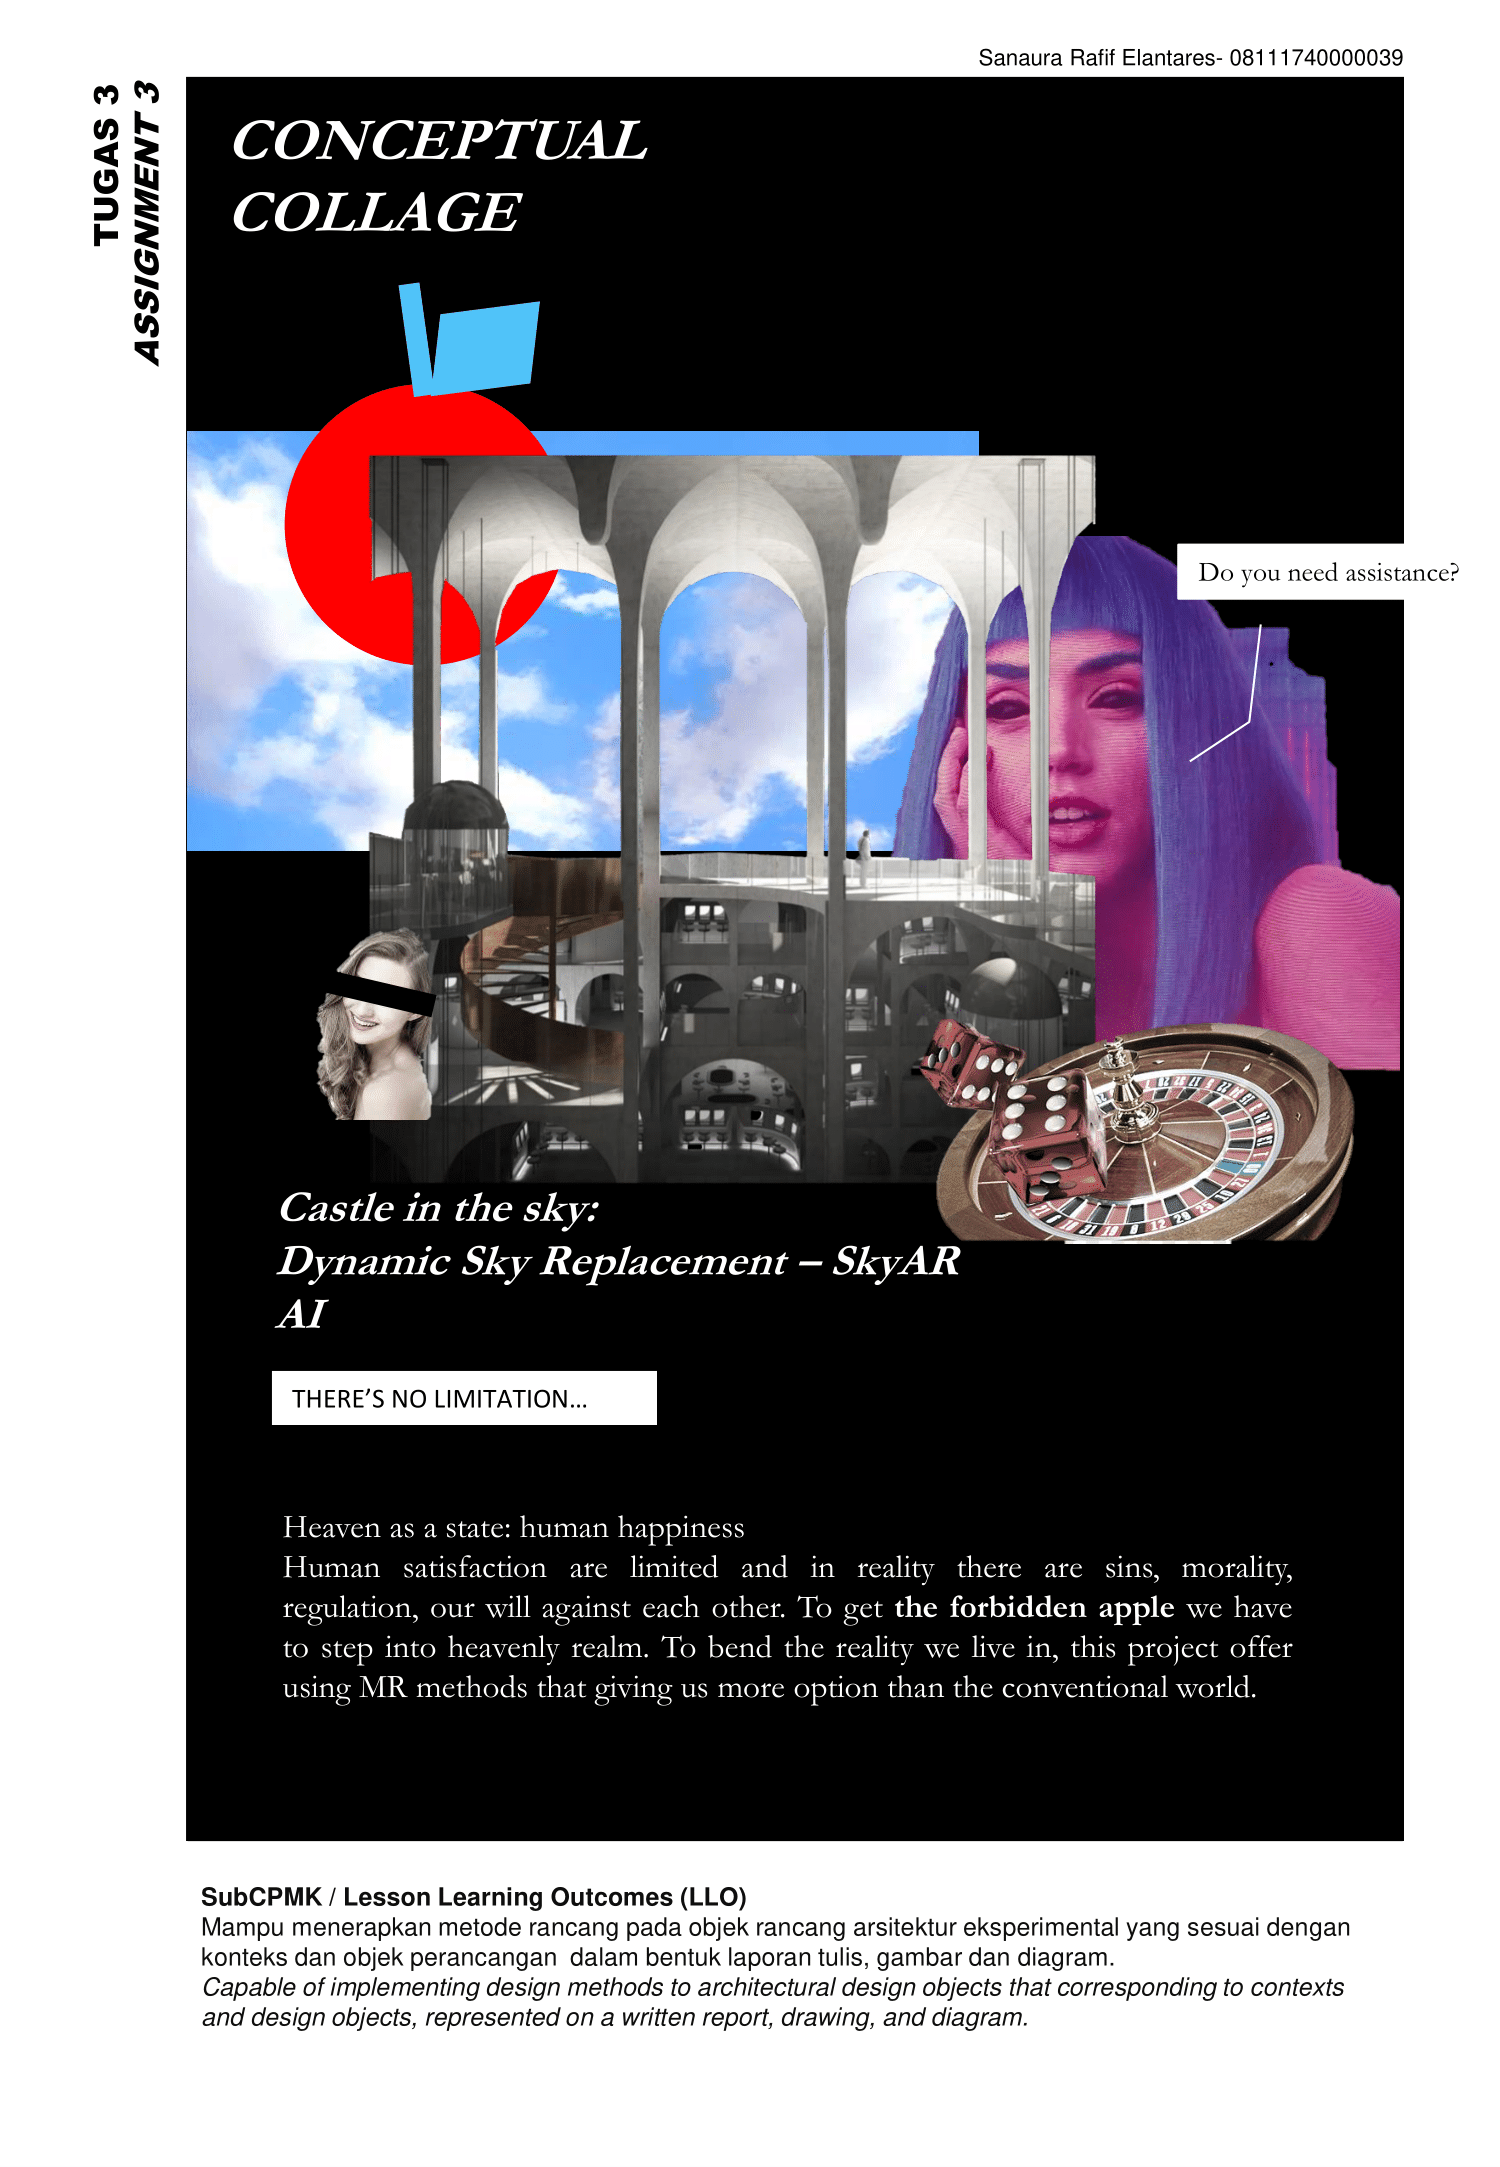 Sanaura Rafif Elantares- 08111740000039
TUGAS 3
ASSIGNMENT 3
CONCEPTUAL
COLLAGE
Do you need assistance?
Castle in the sky:
Dynamic Sky Replacement – SkyAR
AI
THERE’S NO LIMITATION...
Heaven as a state: human happiness
Human satisfaction are limited and in reality there are sins, morality,
regulation, our will against each other. To get the forbidden apple we have
to step into heavenly realm. To bend the reality we live in, this project offer
using MR methods that giving us more option than the conventional world.
SubCPMK / Lesson Learning Outcomes (LLO)
Mampu menerapkan metode rancang pada objek rancang arsitektur eksperimental yang sesuai dengan
konteks dan objek perancangan  dalam bentuk laporan tulis, gambar dan diagram.
Capable of implementing design methods to architectural design objects that corresponding to contexts
and design objects, represented on a written report, drawing, and diagram.